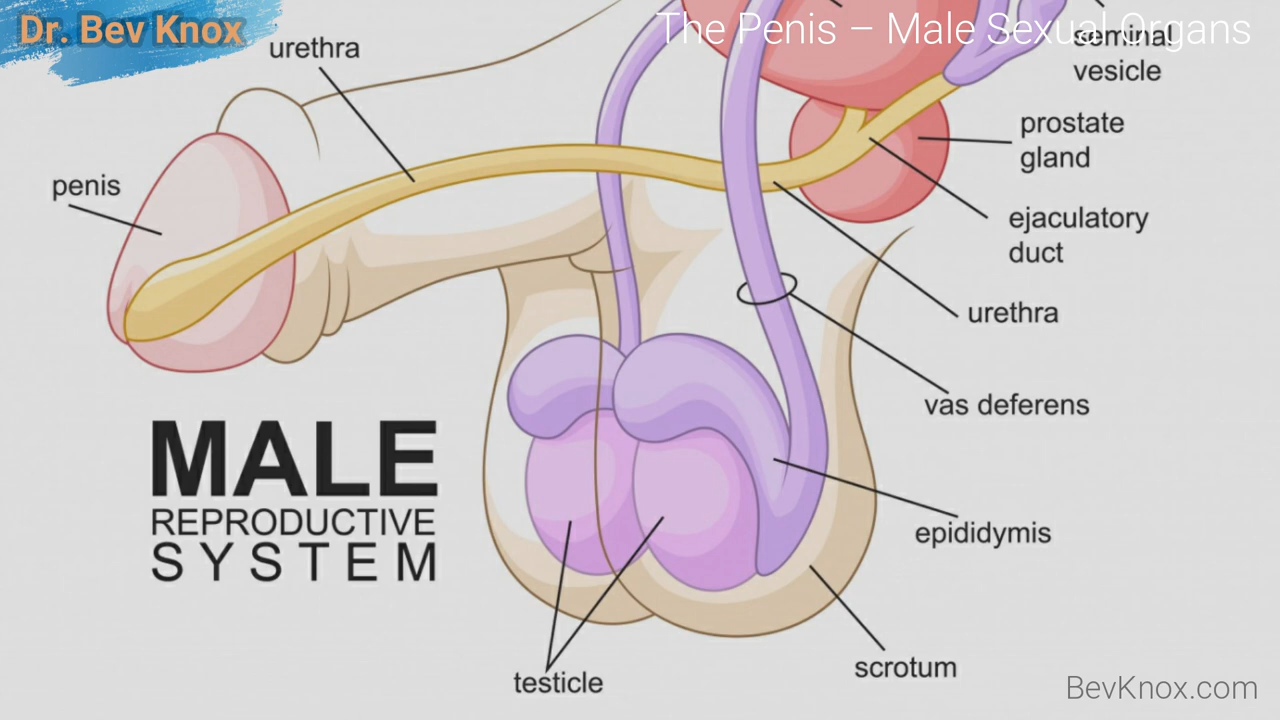 Dr. Bev Knox
The Penis – Male Sexual Organs
urethra
seminal
vesicle
prostate
gland
penis
ejaculatory
duct
urethra
vas deferens
MALE
REPRODUCTIVE
SYSTEM
epididymis
scrotum
testicle
BevKnox.com